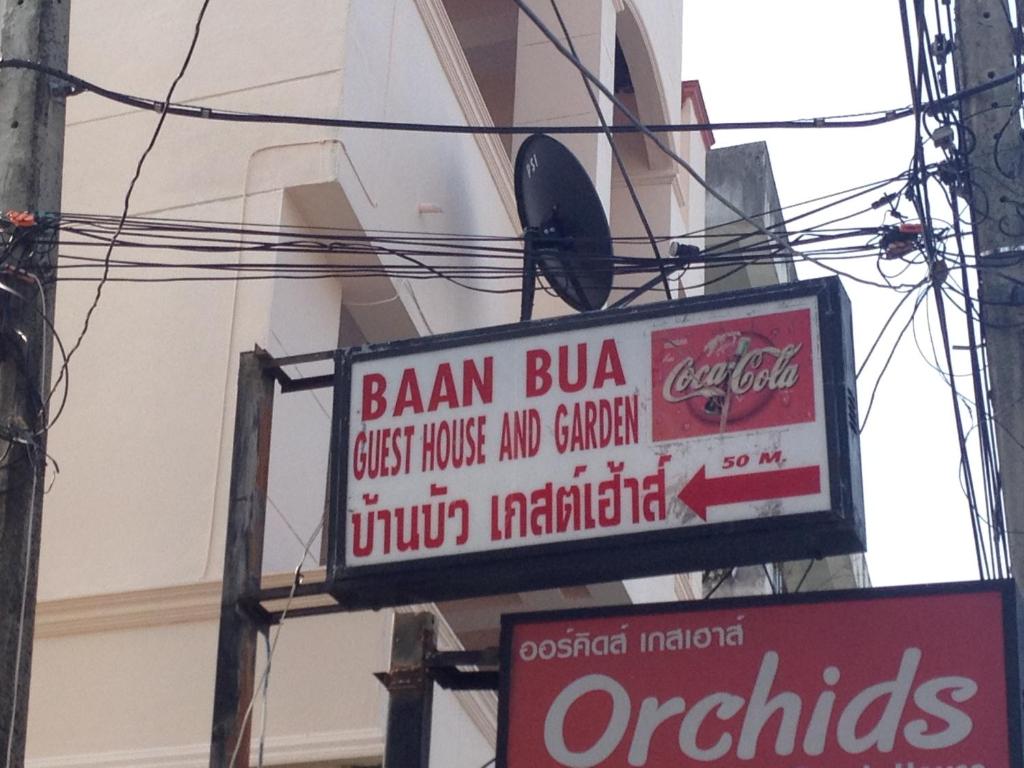 PSI
BAAN BUA
GUEST HOUSE AND GARDEN
บ้านบัว เกสต์เฮ้าส์
Coca-Cola
50 M.
ออร์คิดส์ เกสเฮาส์
Orchids